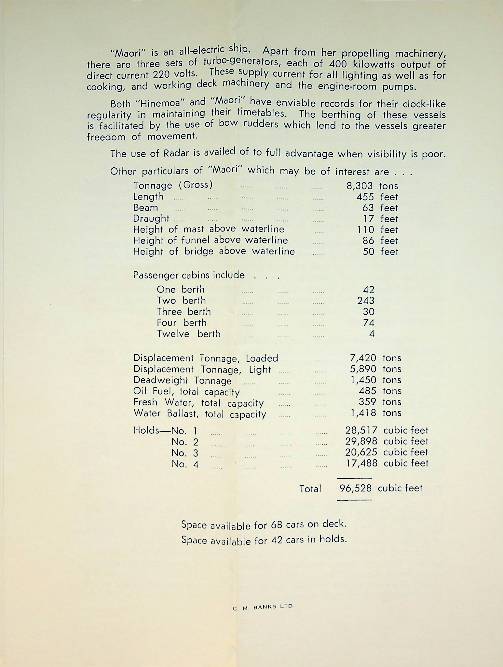 "Maori" is an all-electric ship. Apart from her propelling machinery,
there are three sets of turbo-generators, each of 400 kilowatts output of
direct current 220 volts. These supply current for all lighting as well as for
cooking, and working deck machinery and the engine-room pumps.
Both "Hinemoa" and "Maori" have enviable records for their clock-like
regularity in maintaining their timetables. The berthing of these vessels
is facilitated by the use of bow rudders which lend to the vessels greater
freedom of movement.
The use of Radar is availed of to full advantage when visibility is poor.
Other particulars of "Maori" which may be of interest are . . .
Tonnage (Gross) ..... ..... ..... 8,303 tons
Length ..... ..... ..... ..... 455 feet
Beam ..... ..... ..... ..... 63 feet
Draught ..... ..... ..... ..... 17 feet
Height of mast above waterline ..... 110 feet
Height of funnel above waterline ..... 86 feet
Height of bridge above waterline ..... 50 feet
Passenger cabins include . . .
One berth ..... ..... ..... 42
Two berth ..... ..... ..... 243
Three berth ..... ..... ..... 30
Four berth ..... ..... ..... 74
Twelve berth ..... ..... ..... 4
Displacement Tonnage, Loaded ..... 7,420 tons
Displacement Tonnage, Light ..... ..... 5,890 tons
Deadweight Tonnage ..... ..... 1,450 tons
Oil Fuel, total capacity ..... ..... 485 tons
Fresh Water, total capacity ..... ..... 359 tons
Water Ballast, total capacity ..... ..... 1,418 tons
Holds—No. 1 ..... ..... ..... ..... 28,517 cubic feet
No. 2 ..... ..... ..... ..... 29,898 cubic feet
No. 3 ..... ..... ..... ..... 20,625 cubic feet
No. 4 ..... ..... ..... ..... 17,488 cubic feet
Total 96,528 cubic feet
Space available for 68 cars on deck.
Space available for 42 cars in holds.
C. M. BANKS LTD